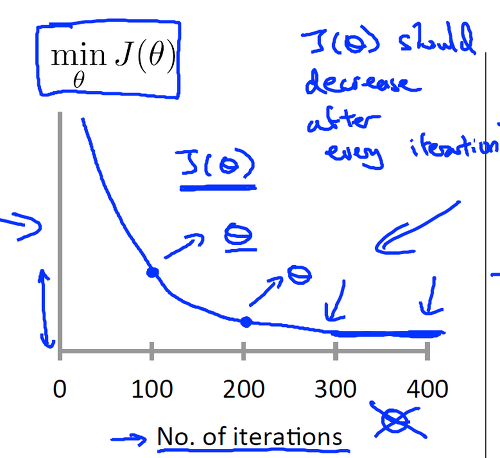 min J(θ)
θ
J(θ) should
decrease
after
every iteration
J(θ)
θ
θ
0 100 200 300 400
No. of iterations
θ